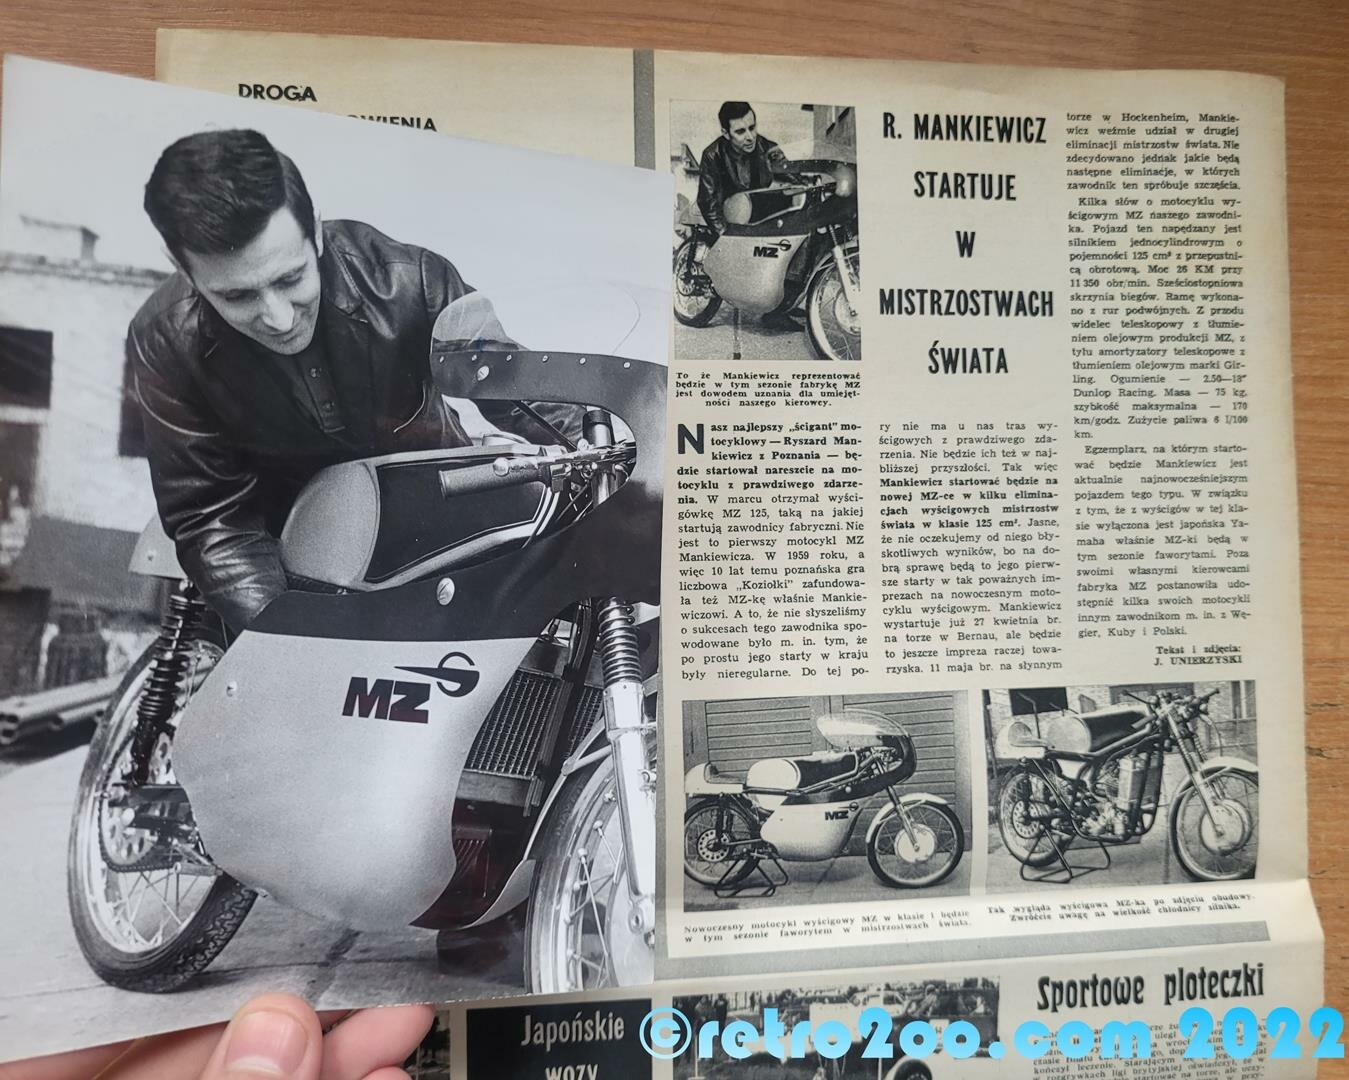 DROGA
MZ
R. MANKIEWICZ
STARTUJE
W
MISTRZOSTWACH
ŚWIATA
MZ
To że Mankiewicz reprezentować
będzie w tym sezonie fabrykę MZ
jest dowodem uznania dla umiejęt-
ności naszego kierowcy.
Nasz najlepszy „ścigant" mo-
tocyklowy — Ryszard Man-
kiewicz z Poznania — bę-
dzie startował nareszcie na mo-
tocyklu z prawdziwego zdarze-
nia. W marcu otrzymał wyści-
gówkę MZ 125, taką na jakiej
startują zawodnicy fabryczni. Nie
jest to pierwszy motocykl MZ
Mankiewicza. W 1959 roku, a
więc 10 lat temu poznańska gra
liczbowa „Koziołki" zafundowa-
ła też MZ-kę właśnie Mankie-
wiczowi. A to, że nie słyszeliśmy
o sukcesach tego zawodnika spo-
wodowane było m. in. tym, że
po prostu jego starty w kraju
były nieregularne. Do tej po-
ry nie ma u nas tras wy-
ścigowych z prawdziwego zda-
rzenia. Nie będzie ich też w naj-
bliższej przyszłości. Tak więc
Mankiewicz startować będzie na
nowej MZ-ce w kilku elimina-
cjach wyścigowych mistrzostw
świata w klasie 125 cm³. Jasne,
że nie oczekujemy od niego bły-
skotliwych wyników, bo na do-
brą sprawę będą to jego pierw-
sze starty w tak poważnych im-
prezach na nowoczesnym moto-
cyklu wyścigowym. Mankiewicz
wystartuje już 27 kwietnia br.
na torze w Bernau, ale będzie
to jeszcze impreza raczej towa-
rzyska. 11 maja br. na słynnym
torze w Hockenheim, Mankie-
wicz weźmie udział w drugiej
eliminacji mistrzostw świata. Nie
zdecydowano jednak jakie będą
następne eliminacje, w których
zawodnik ten spróbuje szczęścia.
Kilka słów o motocyklu wy-
ścigowym MZ naszego zawodni-
ka. Pojazd ten napędzany jest
silnikiem jednocylindrowym o
pojemności 125 cm³ z przepustni-
cą obrotową. Moc 26 KM przy
11 350 obr/min. Sześciostopniowa
skrzynia biegów. Ramę wykona-
no z rur podwójnych. Z przodu
widelec teleskopowy z tłumie-
niem olejowym produkcji MZ, z
tyłu amortyzatory teleskopowe z
tłumieniem olejowym marki Gir-
ling. Ogumienie — 2.50—18"
Dunlop Racing. Masa — 75 kg,
szybkość maksymalna — 170
km/godz. Zużycie paliwa 6 l/100
km.
Egzemplarz, na którym starto-
wać będzie Mankiewicz jest
aktualnie najnowocześniejszym
pojazdem tego typu. W związku
z tym, że z wyścigów w tej kla-
sie wyłączona jest japońska Ya-
maha właśnie MZ-ki będą w
tym sezonie faworytami. Poza
swoimi własnymi kierowcami
fabryka MZ postanowiła udo-
stępnić kilka swoich motocykli
innym zawodnikom m. in. z Wę-
gier, Kuby i Polski.
Tekst i zdjęcia:
J. UNIERZYSKI
MZ
Nowoczesny motocykl wyścigowy MZ w klasie i będzie
w tym sezonie faworytem w mistrzostwach świata.
Tak wygląda wyścigowa MZ-ka po zdjęciu obudowy.
Zwróćcie uwagę na wielkość chłodnicy silnika.
Japońskie
wozy
Sportowe ploteczki
©retro2oo.com 2022